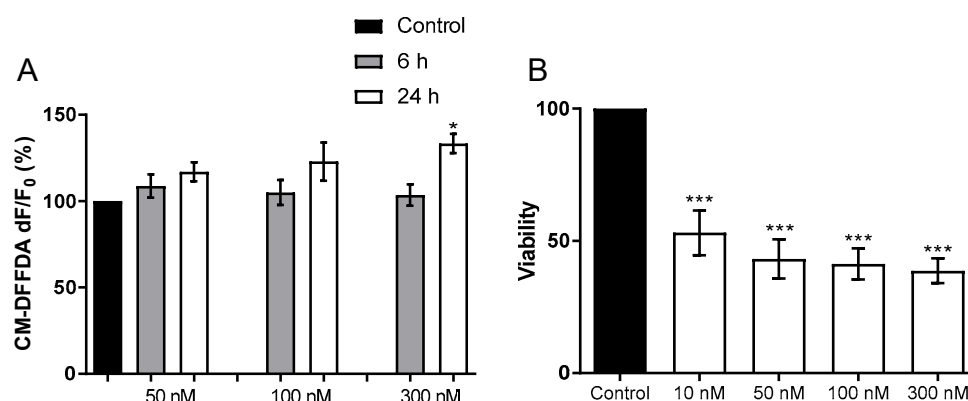 Control
6 h
24 h
A
CM-DFFDA dF/F0 (%)
150
*
100
50
0
50 nM
100 nM
300 nM
B
Viability
100
***
***
***
***
50
0
Control
10 nM
50 nM
100 nM
300 nM